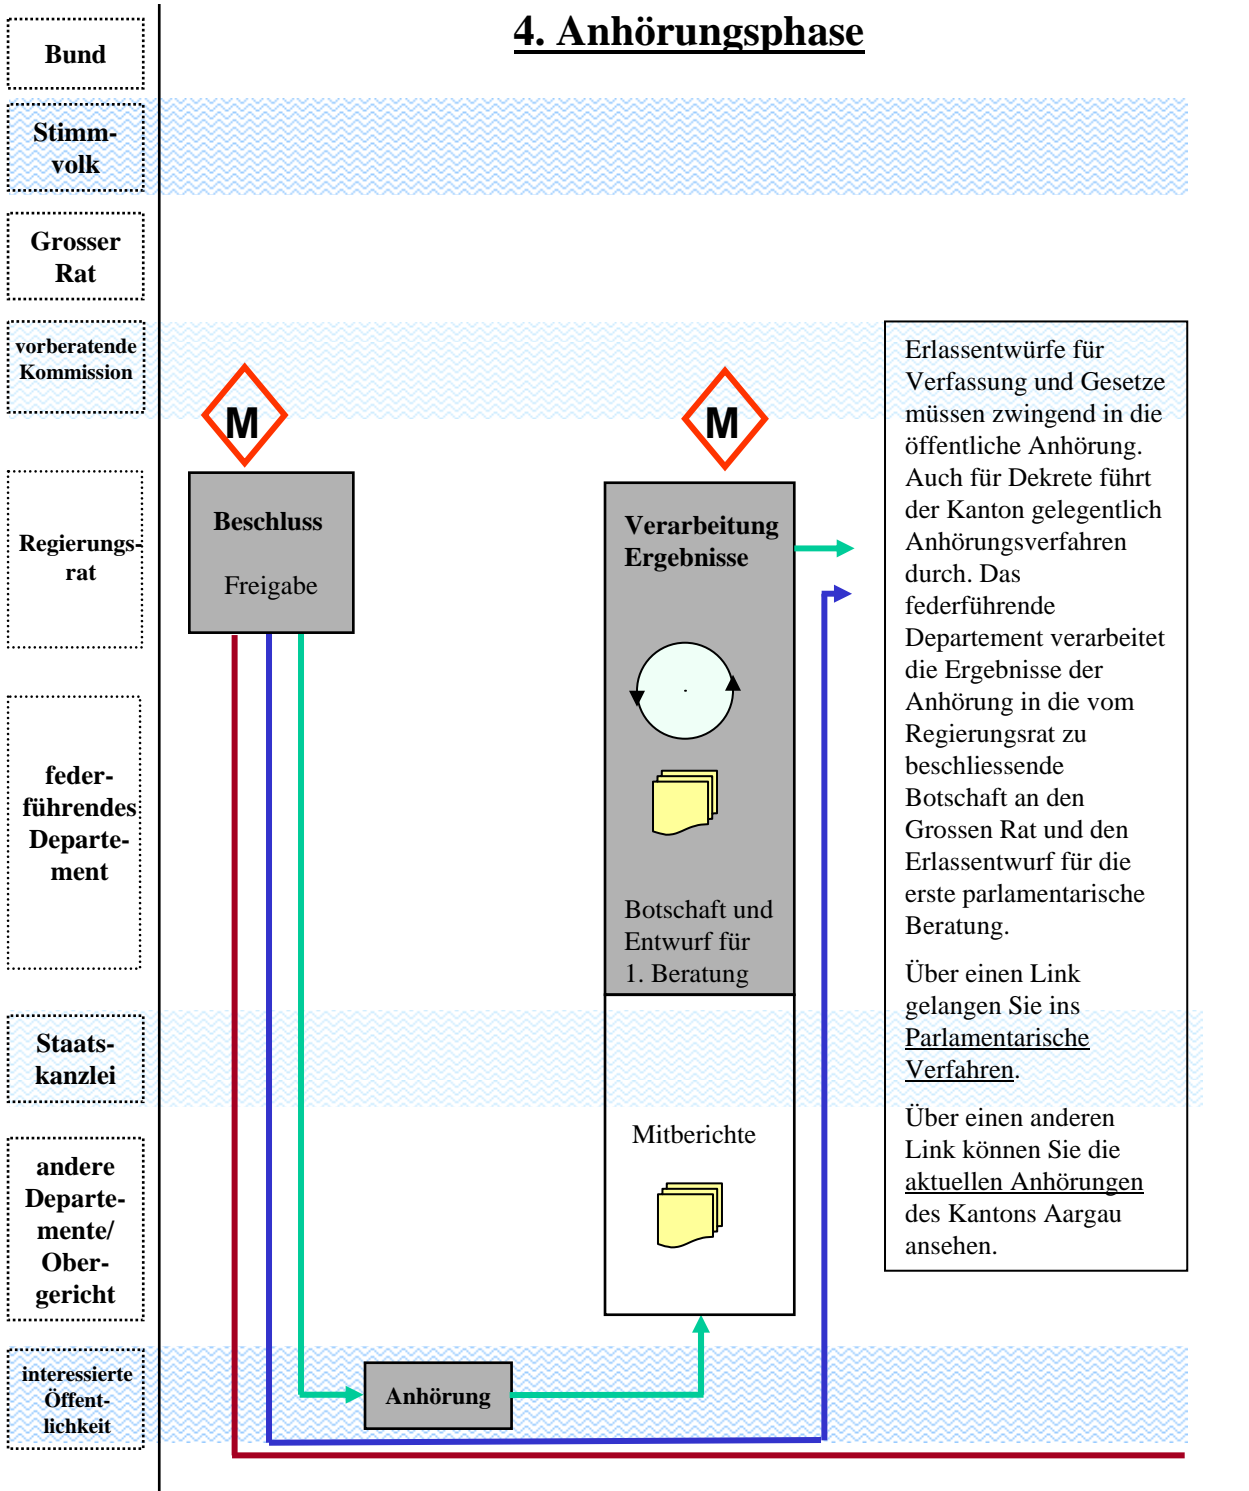 4. Anhörungsphase
Bund
Stimm-
volk
Grosser
Rat
vorberatende
Kommission
Regierungs-
rat
feder-
führendes
Departe-
ment
Staats-
kanzlei
andere
Departe-
mente/
Ober-
gericht
interessierte
Öffent-
lichkeit
M
Beschluss
Freigabe
Anhörung
M
Verarbeitung
Ergebnisse
Botschaft und
Entwurf für
1. Beratung
Mitberichte
Erlassentwürfe für
Verfassung und Gesetze
müssen zwingend in die
öffentliche Anhörung.
Auch für Dekrete führt
der Kanton gelegentlich
Anhörungsverfahren
durch. Das
federführende
Departement verarbeitet
die Ergebnisse der
Anhörung in die vom
Regierungsrat zu
beschliessende
Botschaft an den
Grossen Rat und den
Erlassentwurf für die
erste parlamentarische
Beratung.
Über einen Link
gelangen Sie ins
Parlamentarische
Verfahren.
Über einen anderen
Link können Sie die
aktuellen Anhörungen
des Kantons Aargau
ansehen.